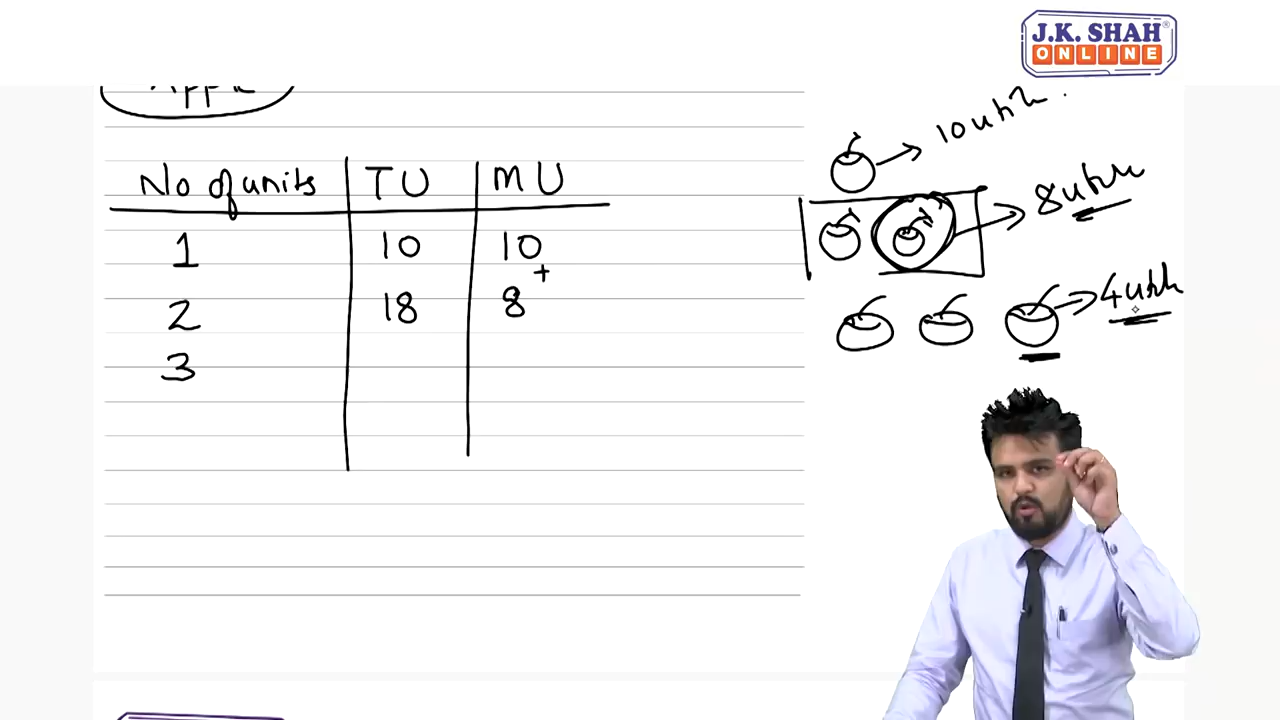 J.K. SHAH®
ONLINE
No of units TU MU
1 10 10
+
2 18 8
3
10 utils.
8 utils
4 utils